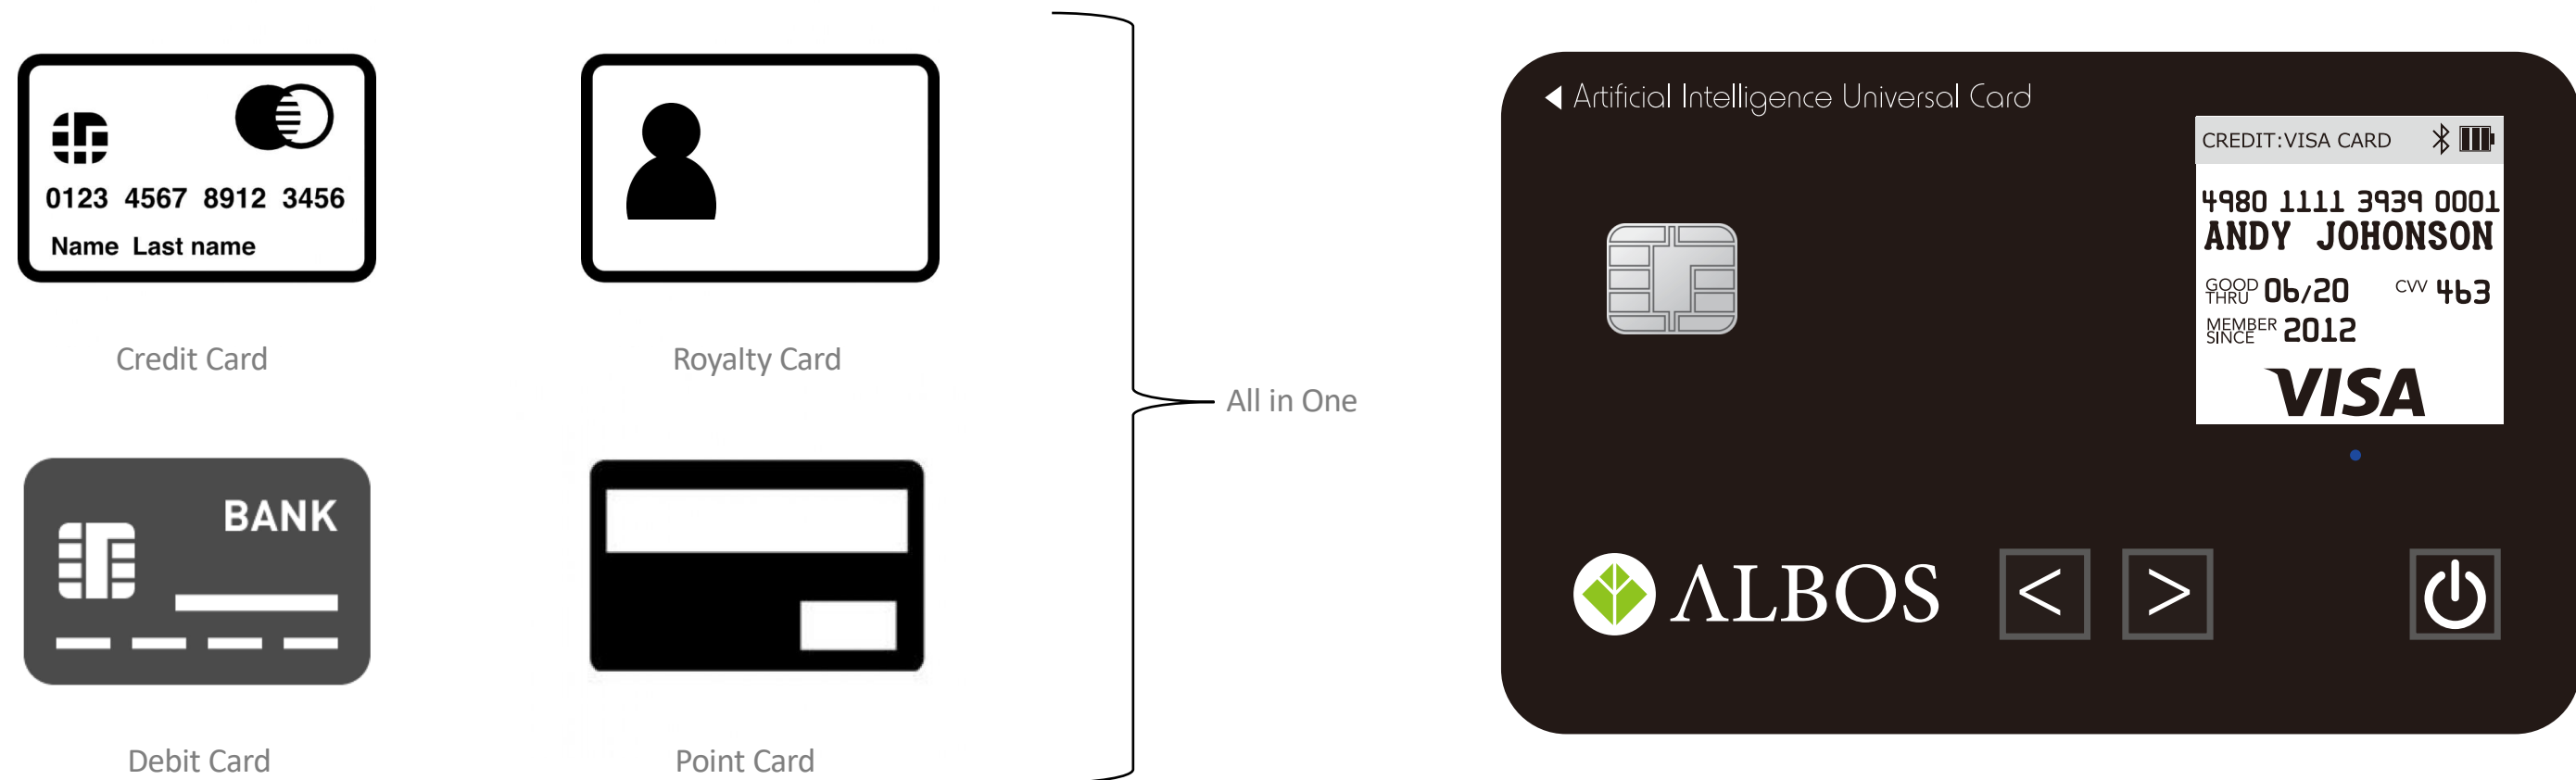 0123 4567 8912 3456
Name Last name
Credit Card
Royalty Card
BANK
Debit Card
Point Card
All in One
Artificial Intelligence Universal Card
CREDIT:VISA CARD
4980 1111 3939 0001
ANDY JOHONSON
GOOD THRU 06/20 CVV 463
MEMBER SINCE 2012
VISA
ALBOS < >